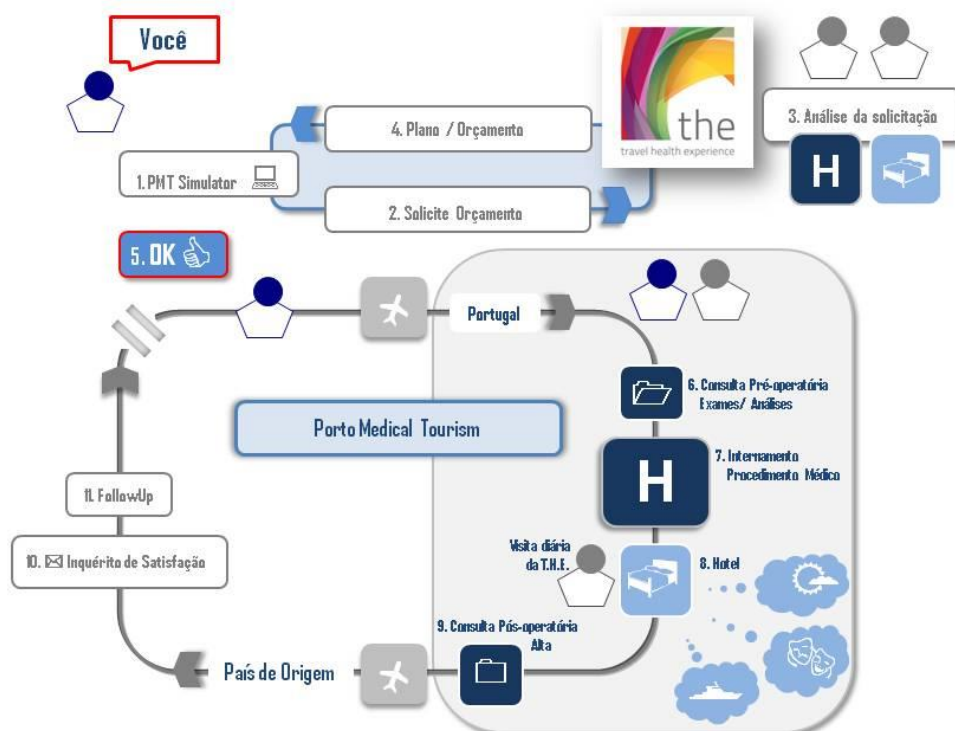 Você
4. Plano / Orçamento
the
travel health experience
3. Análise da solicitação
1. PMT Simulator
2. Solicite Orçamento
H
5. OK
Portugal
6. Consulta Pré-operatória
Exames/ Análises
Porto Medical Tourism
7. Internamento
Procedimento Médico
H
11. FollowUp
10. Inquérito de Satisfação
Visita diária
da T.H.E.
8. Hotel
9. Consulta Pós-operatória
Alta
País de Origem